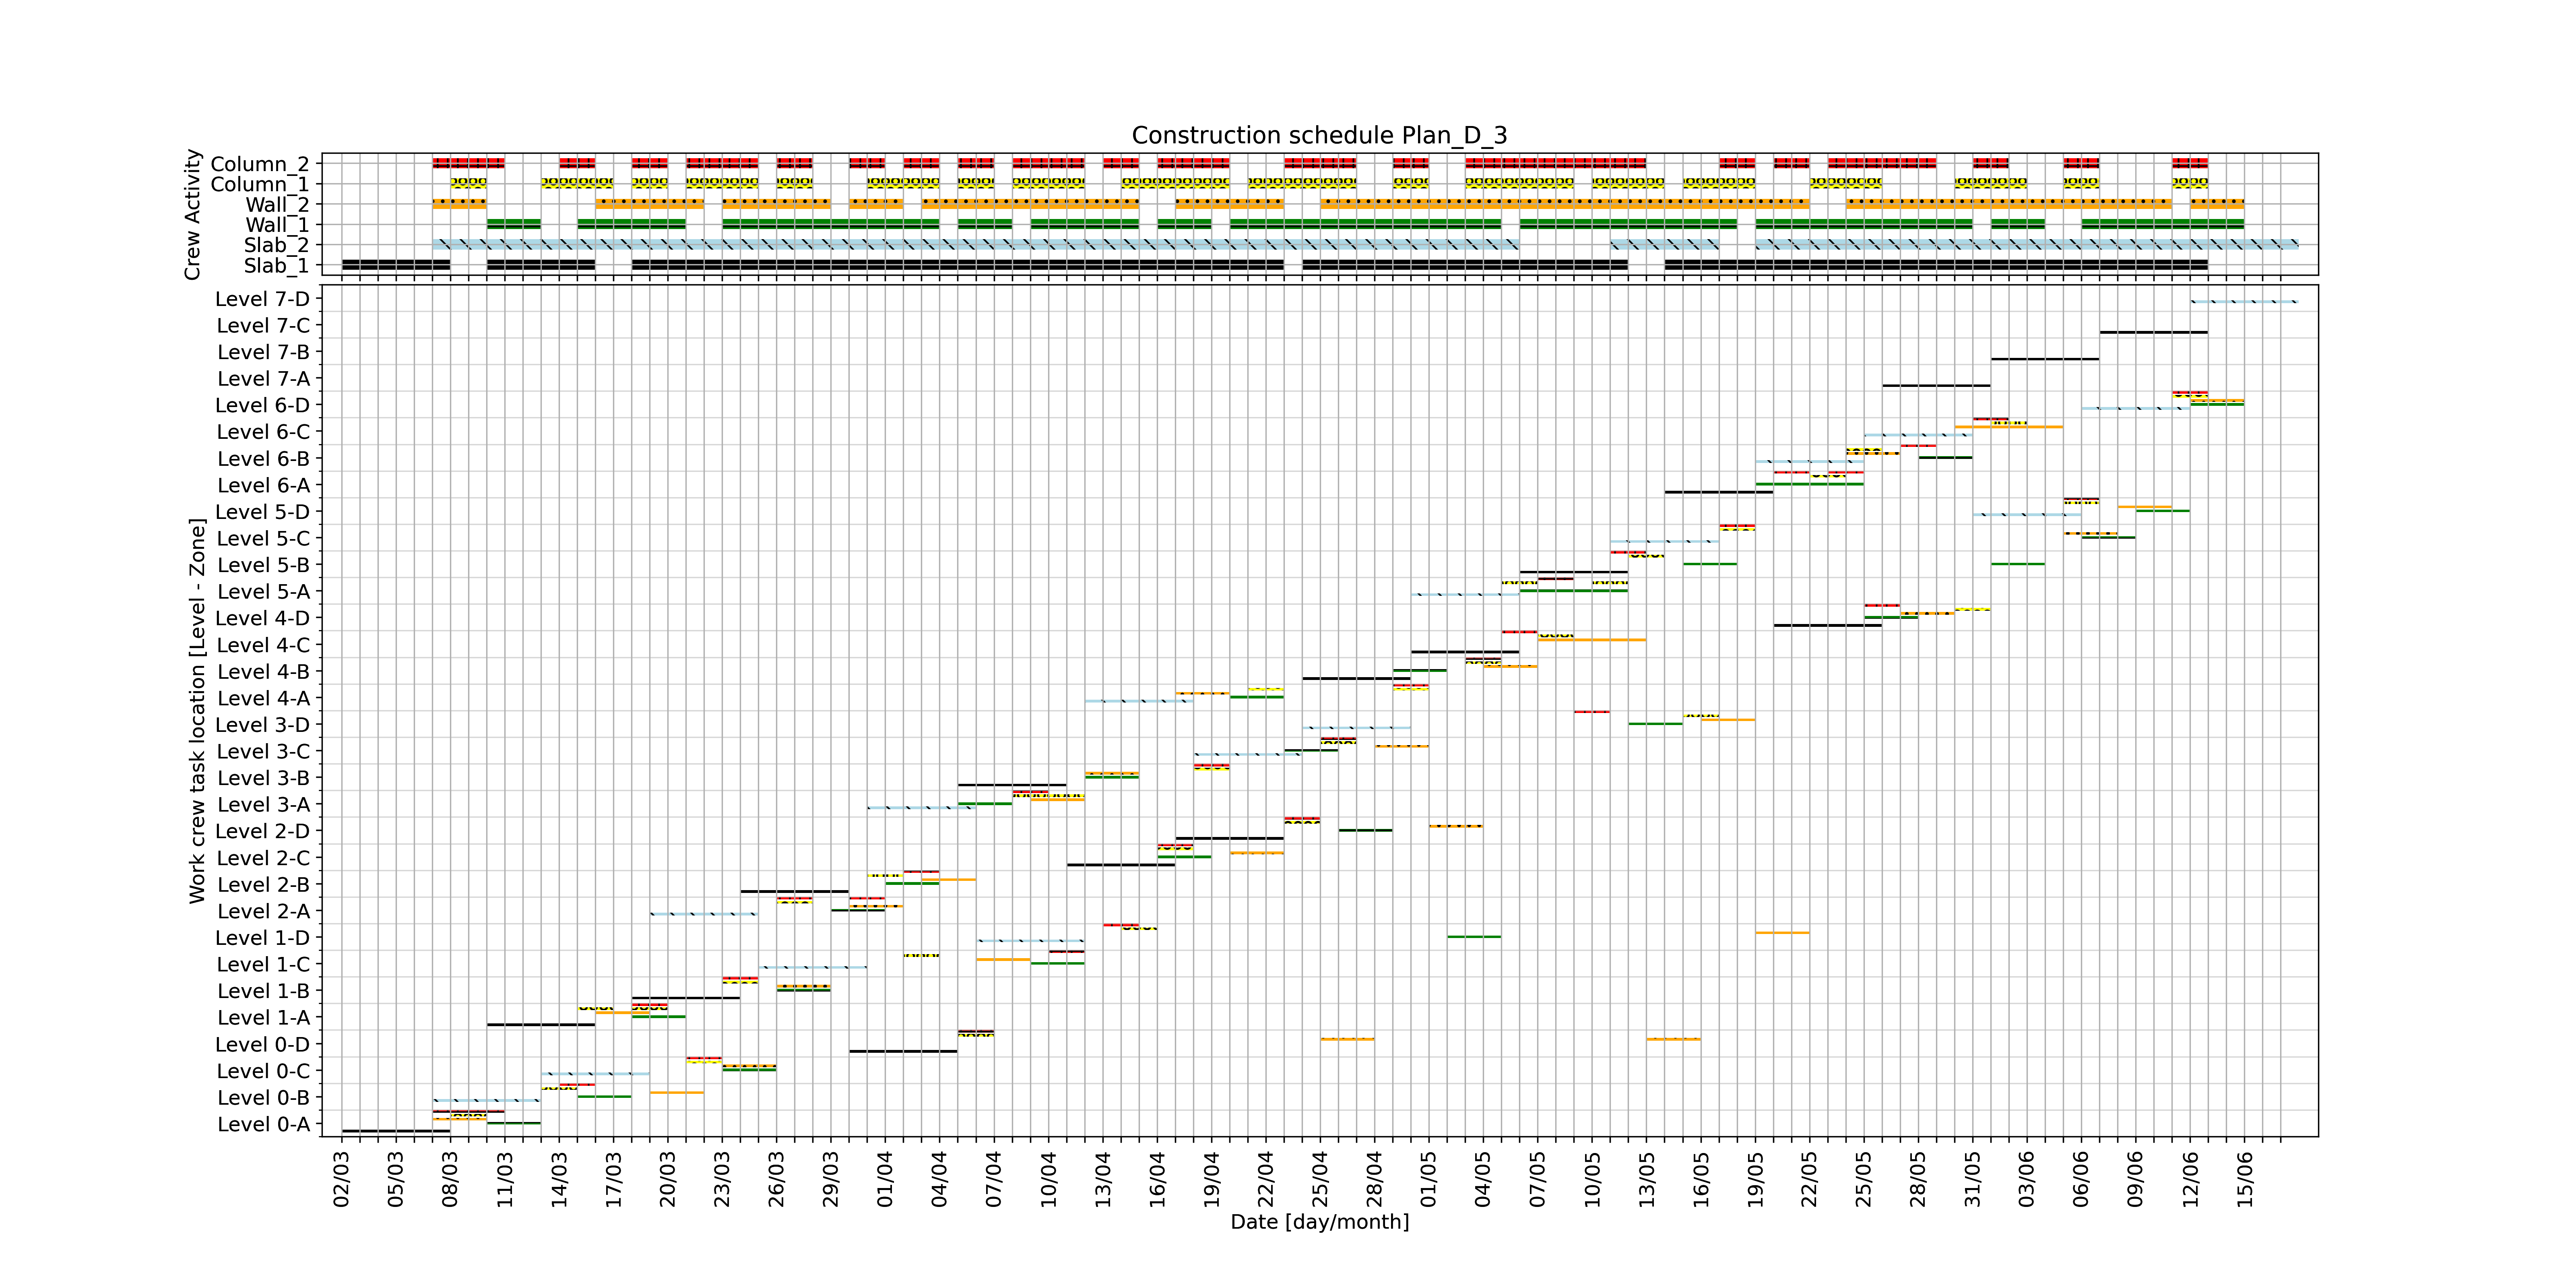 Construction schedule Plan_D_3
Crew Activity
Column_2
Column_1
Wall_2
Wall_1
Slab_2
Slab_1
Work crew task location [Level - Zone]
Level 7-D
Level 7-C
Level 7-B
Level 7-A
Level 6-D
Level 6-C
Level 6-B
Level 6-A
Level 5-D
Level 5-C
Level 5-B
Level 5-A
Level 4-D
Level 4-C
Level 4-B
Level 4-A
Level 3-D
Level 3-C
Level 3-B
Level 3-A
Level 2-D
Level 2-C
Level 2-B
Level 2-A
Level 1-D
Level 1-C
Level 1-B
Level 1-A
Level 0-D
Level 0-C
Level 0-B
Level 0-A
02/03 05/03 08/03 11/03 14/03 17/03 20/03 23/03 26/03 29/03 01/04 04/04 07/04 10/04 13/04 16/04 19/04 22/04 25/04 28/04 01/05 04/05 07/05 10/05 13/05 16/05 19/05 22/05 25/05 28/05 31/05 03/06 06/06 09/06 12/06 15/06
Date [day/month]